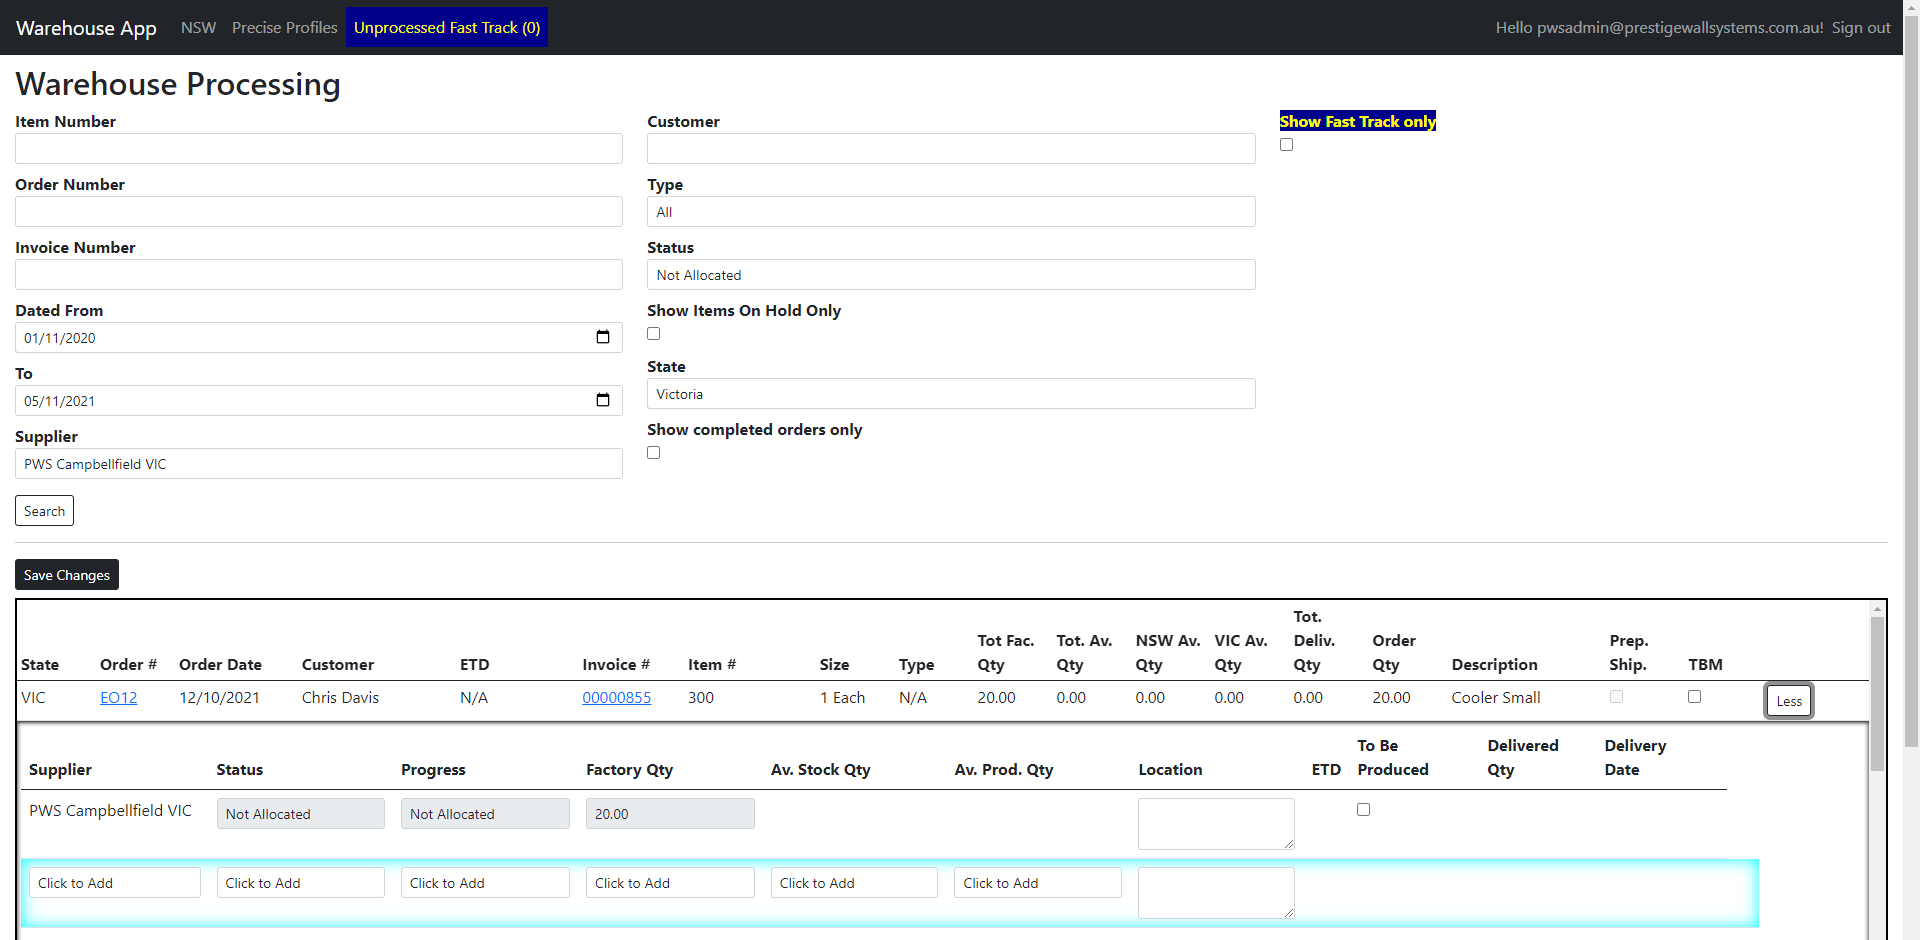 Warehouse App NSW Precise Profiles Unprocessed Fast Track (0) Hello pwsadmin@prestigewallsystems.com.au! Sign out
Warehouse Processing
Item Number
Order Number
Invoice Number
Dated From
01/11/2020
To
05/11/2021
Supplier
PWS Campbellfield VIC
Customer
Type
All
Status
Not Allocated
Show Items On Hold Only
State
Victoria
Show completed orders only
Show Fast Track only
Search
Save Changes
State Order # Order Date Customer ETD Invoice # Item # Size Type Tot Fac. Qty Tot. Av. Qty NSW Av. Qty VIC Av. Qty Tot. Deliv. Qty Order Qty Description Prep. Ship. TBM
VIC EO12 12/10/2021 Chris Davis N/A 00000855 300 1 Each N/A 20.00 0.00 0.00 0.00 0.00 20.00 Cooler Small Less
Supplier Status Progress Factory Qty Av. Stock Qty Av. Prod. Qty Location ETD To Be Produced Delivered Qty Delivery Date
PWS Campbellfield VIC Not Allocated Not Allocated 20.00
Click to Add Click to Add Click to Add Click to Add Click to Add Click to Add